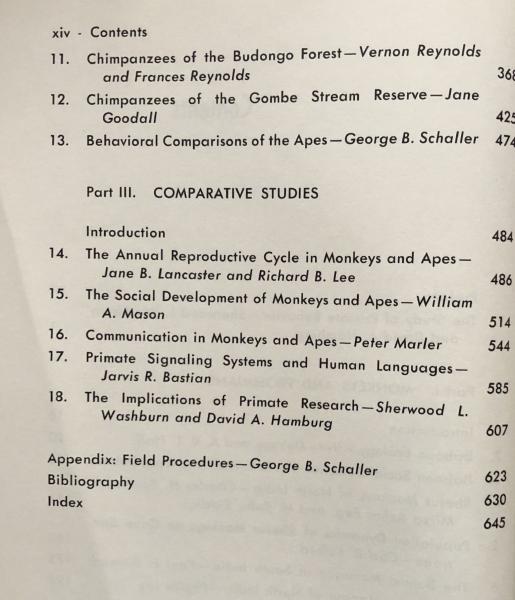 xiv - Contents
11. Chimpanzees of the Budongo Forest—Vernon Reynolds
and Frances Reynolds 368
12. Chimpanzees of the Gombe Stream Reserve—Jane
Goodall 425
13. Behavioral Comparisons of the Apes—George B. Schaller 474
Part III. COMPARATIVE STUDIES
Introduction 484
14. The Annual Reproductive Cycle in Monkeys and Apes—
Jane B. Lancaster and Richard B. Lee 486
15. The Social Development of Monkeys and Apes—William
A. Mason 514
16. Communication in Monkeys and Apes—Peter Marler 544
17. Primate Signaling Systems and Human Languages—
Jarvis R. Bastian 585
18. The Implications of Primate Research—Sherwood L.
Washburn and David A. Hamburg 607
Appendix: Field Procedures—George B. Schaller 623
Bibliography 630
Index 645